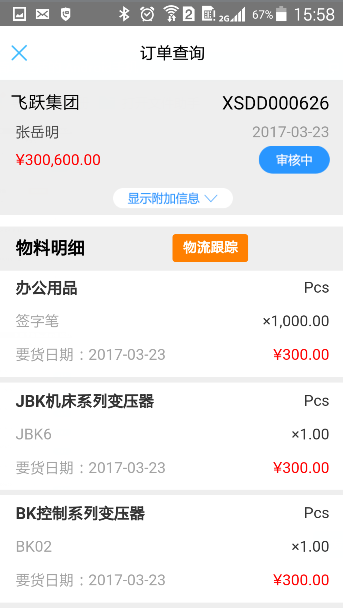 2G 67% 15:58
订单查询
飞跃集团 XSDD000626
张岳明 2017-03-23
¥300,600.00 审核中
显示附加信息
物料明细 物流跟踪
办公用品 Pcs
签字笔 ×1,000.00
要货日期：2017-03-23 ¥300.00
JBK机床系列变压器 Pcs
JBK6 ×1.00
要货日期：2017-03-23 ¥300.00
BK控制系列变压器 Pcs
BK02 ×1.00
要货日期：2017-03-23 ¥300.00